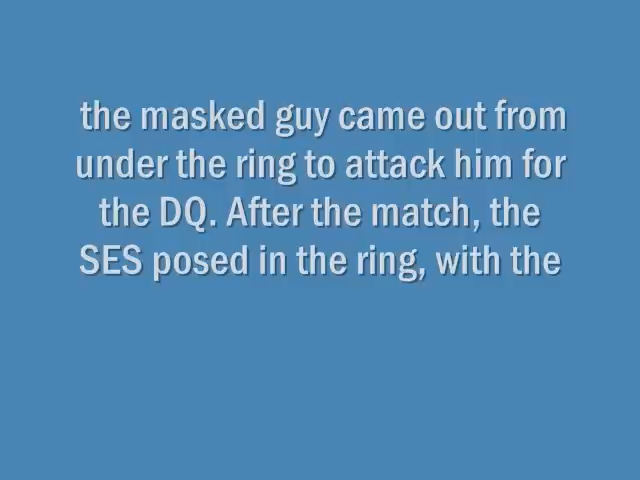 the masked guy came out from
under the ring to attack him for
the DQ. After the match, the
SES posed in the ring, with the